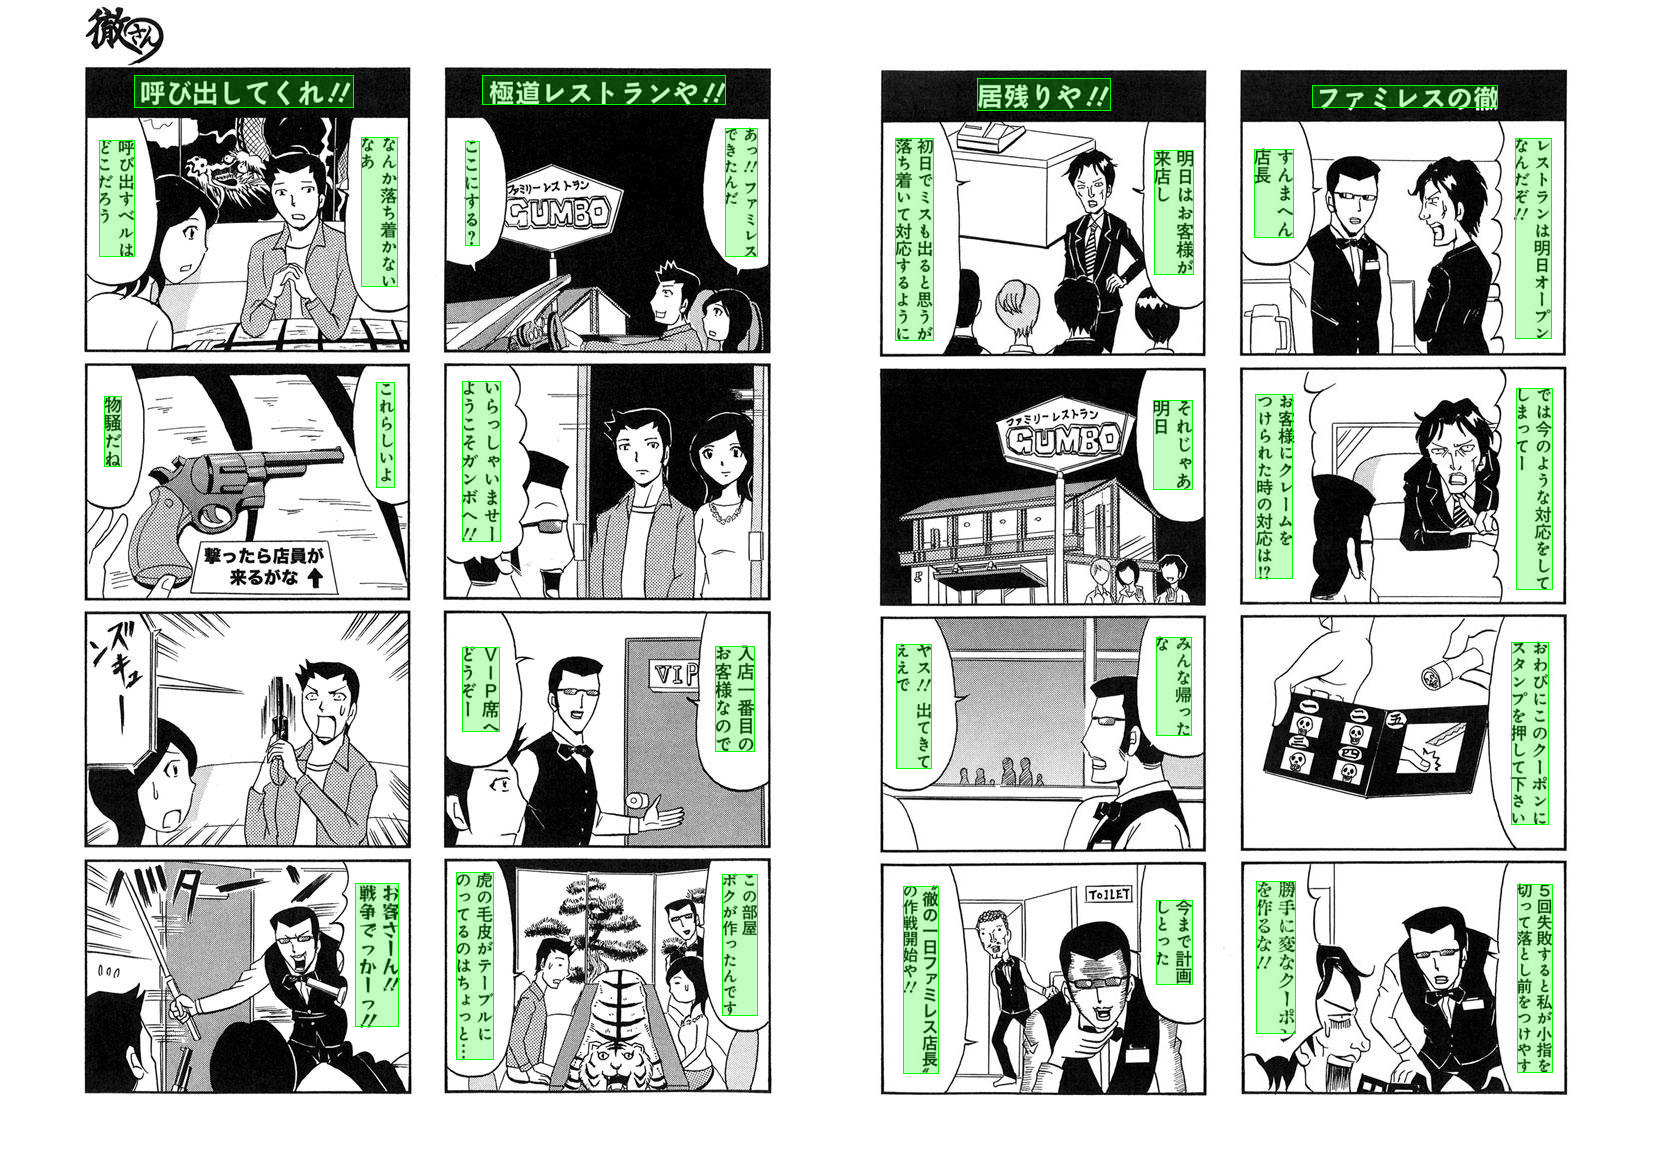 徹さん
ファミレスの徹
レストランは明日オープン
なんだぞ!!
すんまへん
店長
では今のような対応をして
しまってー
お客様にクレームを
つけられた時の対応は!?
おわびにこのクーポンに
スタンプを押して下さい
一
二
三
四
五
5回失敗すると私が小指を
切って落とし前をつけやす
勝手に変なクーポン
を作るな!!
居残りや!!
明日はお客様が
来店し
初日でミスも出ると思うが
落ち着いて対応するように
それじゃあ
明日
ファミリーレストラン
GUMBO
みんな帰った
な
ヤス!!出てきて
ええで
今まで計画
しとった
TOILET
“徹の一日ファミレス店長”
の作戦開始や!!
極道レストランや!!
あっ!!ファミレス
できたんだ
ここにする?
ファミリーレストラン
GUMBO
いらっしゃいませー
ようこそガンボへ!!
入店一番目の
お客様なので
VIP
VIP席へ
どうぞー
この部屋
ボクが作ったんです
虎の毛皮がテーブルに
のってるのはちょっと…
呼び出してくれ!!
なんか落ち着かない
なあ
呼び出すベルは
どこだろう
これらしいよ
物騒だね
撃ったら店員が
来るがな↑
ズキューン
バターン
お客さーん!!
戦争でっかーっ!!